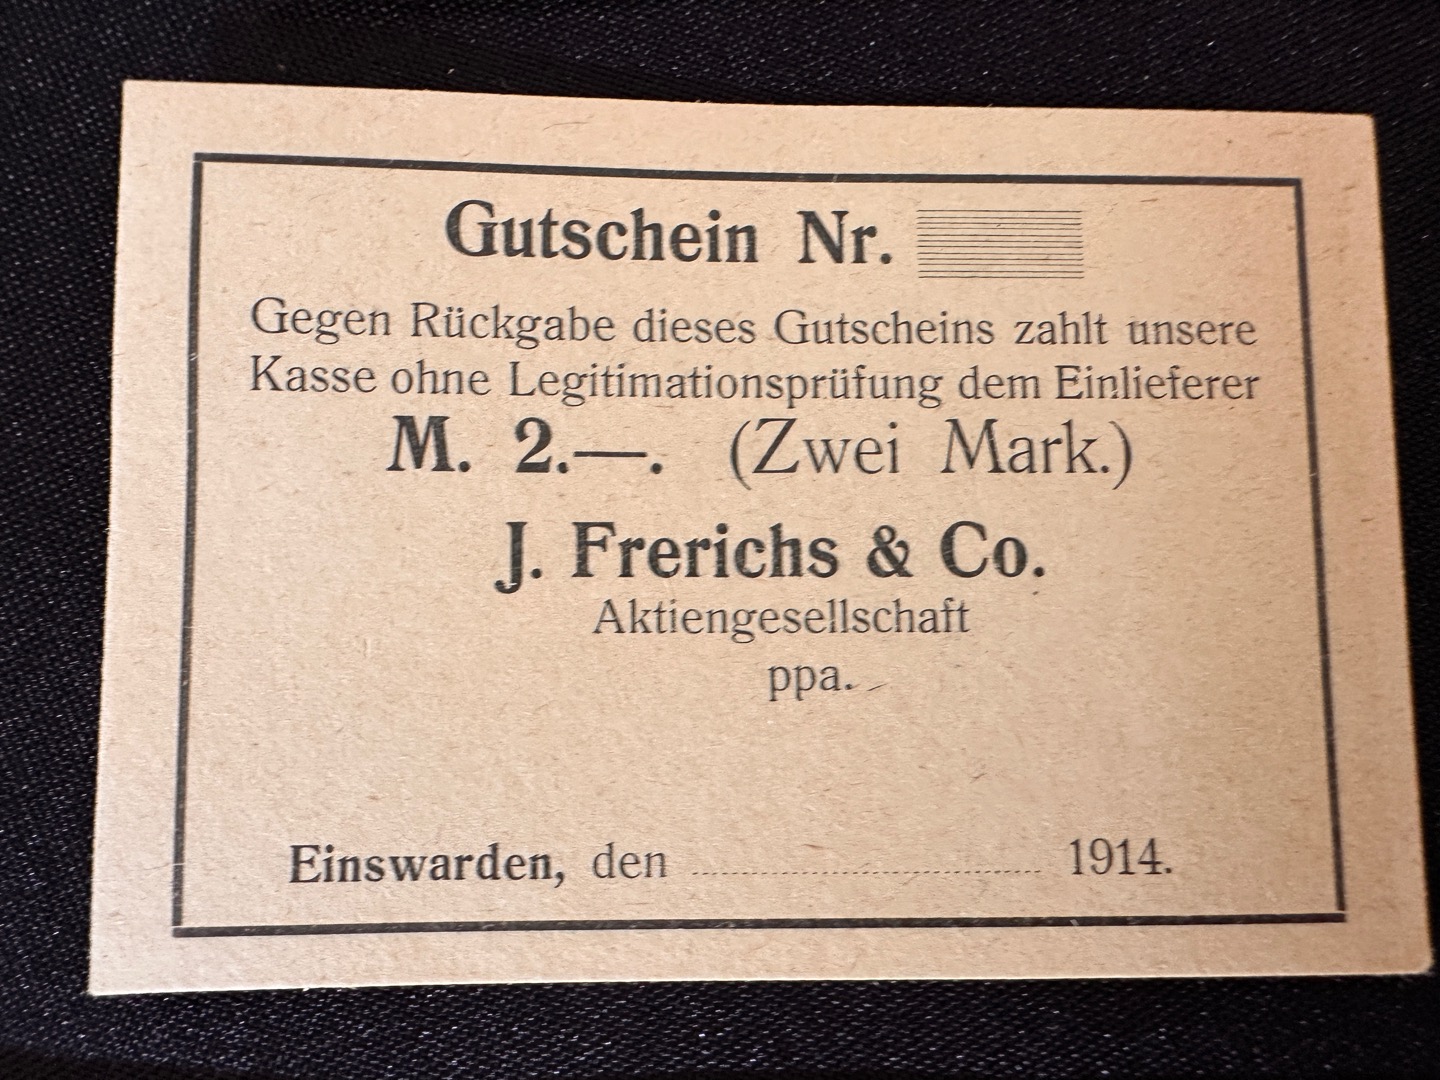 Gutschein Nr.
Gegen Rückgabe dieses Gutscheins zahlt unsere
Kasse ohne Legitimationsprüfung dem Einlieferer
M. 2.—. (Zwei Mark.)
J. Frerichs & Co.
Aktiengesellschaft
ppa.
Einswarden, den ........................ 1914.